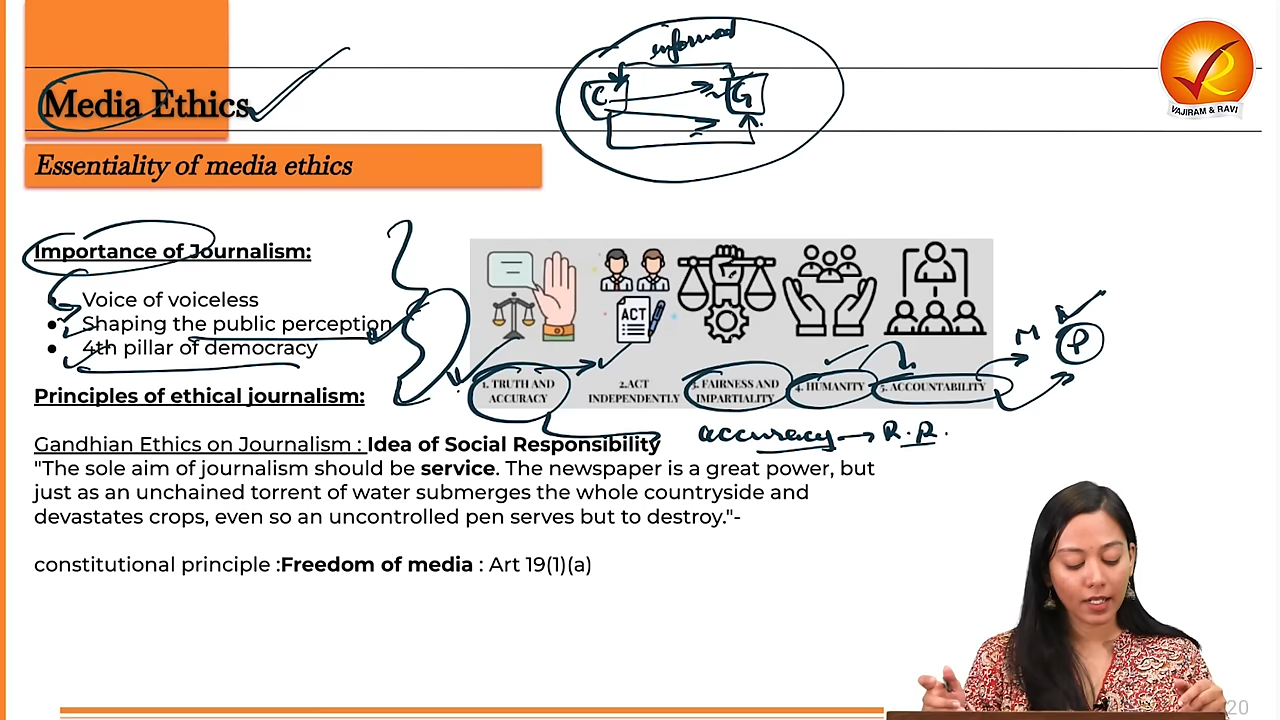 informed
C G
Media Ethics
VAJIRAM & RAVI
Essentiality of media ethics
Importance of Journalism:
Voice of voiceless
● Shaping the public perception
● 4th pillar of democracy
ACT
M P
1. TRUTH AND ACCURACY
2.ACT INDEPENDENTLY
3. FAIRNESS AND IMPARTIALITY
4. HUMANITY
5. ACCOUNTABILITY
Principles of ethical journalism:
accuracy → R.R.
Gandhian Ethics on Journalism : Idea of Social Responsibility
"The sole aim of journalism should be service. The newspaper is a great power, but
just as an unchained torrent of water submerges the whole countryside and
devastates crops, even so an uncontrolled pen serves but to destroy."-
constitutional principle :Freedom of media : Art 19(1)(a)
20